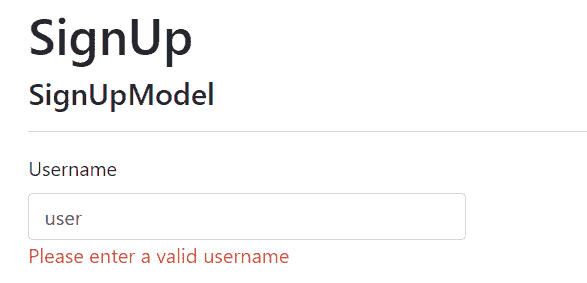 SignUp
SignUpModel
Username
user
Please enter a valid username